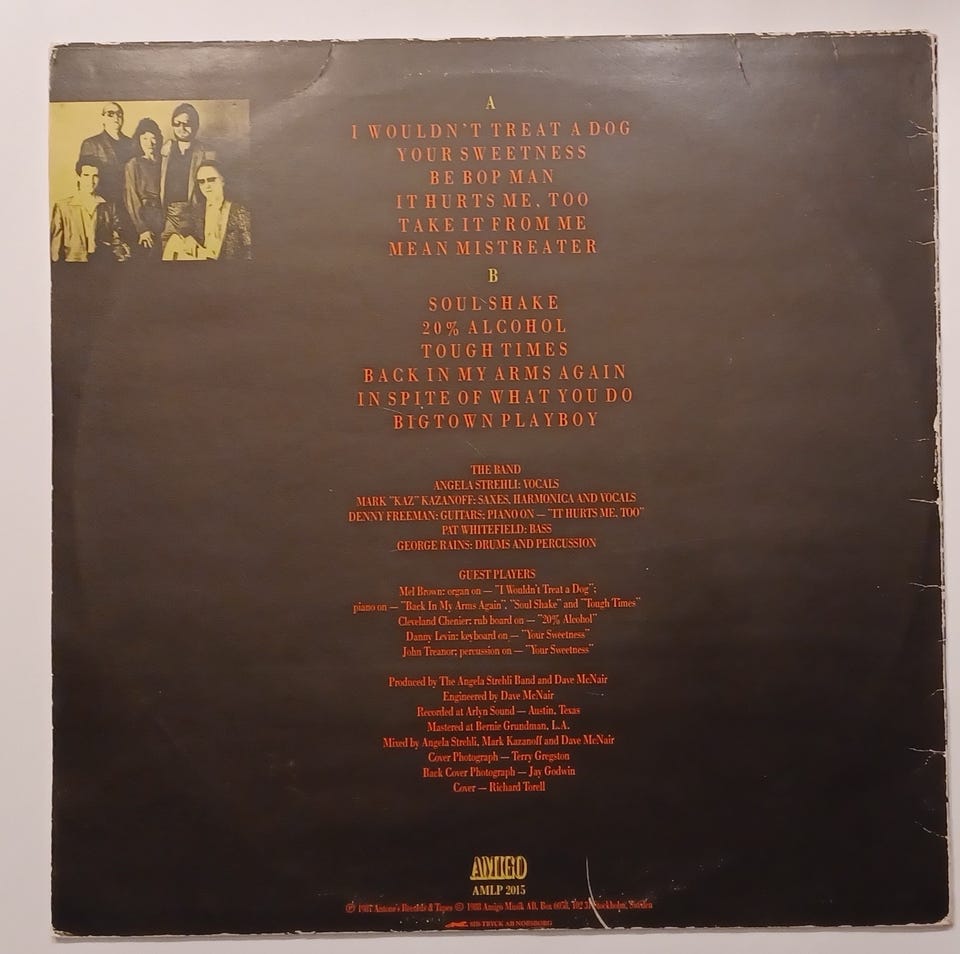 A
I WOULDN'T TREAT A DOG
YOUR SWEETNESS
BE BOP MAN
IT HURTS ME, TOO
TAKE IT FROM ME
MEAN MISTREATER
B
SOUL SHAKE
20% ALCOHOL
TOUGH TIMES
BACK IN MY ARMS AGAIN
IN SPITE OF WHAT YOU DO
BIGTOWN PLAYBOY
THE BAND
ANGELA STREHLI: VOCALS
MARK "KAZ" KAZANOFF: SAXES, HARMONICA AND VOCALS
DENNY FREEMAN: GUITARS; PIANO ON — "IT HURTS ME, TOO"
PAT WHITEFIELD: BASS
GEORGE RAINS: DRUMS AND PERCUSSION
GUEST PLAYERS
Mel Brown: organ on — "I Wouldn't Treat a Dog";
piano on — "Back In My Arms Again", "Soul Shake" and "Tough Times"
Cleveland Chenier: rub board on — "20% Alcohol"
Danny Levin: keyboard on — "Your Sweetness"
John Treanor; percussion on — "Your Sweetness"
Produced by The Angela Strehli Band and Dave McNair
Engineered by Dave McNair
Recorded at Arlyn Sound — Austin, Texas
Mastered at Bernie Grundman, L.A.
Mixed by Angela Strehli, Mark Kazanoff and Dave McNair
Cover Photograph — Terry Gregston
Back Cover Photograph — Jay Godwin
Cover — Richard Torell
AMIGO
AMLP 2015
℗ 1987 Antone's Records & Tapes © 1988 Amigo Musik AB, Box 6058, Stockholm, Sweden
TRYCK AB NORSBORG